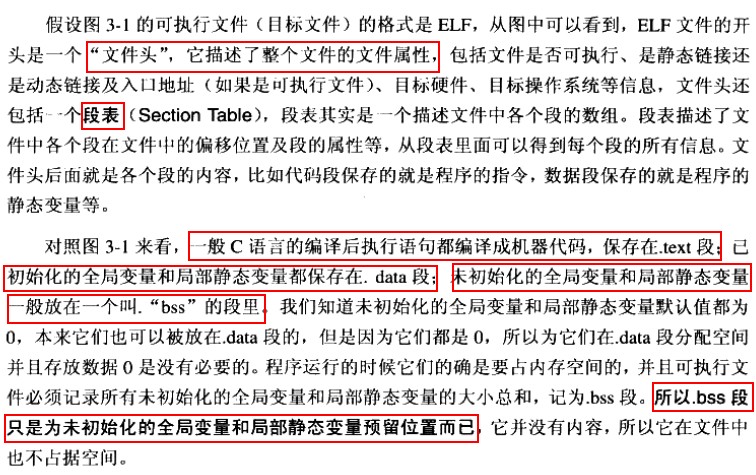 假设图 3-1 的可执行文件（目标文件）的格式是 ELF，从图中可以看到，ELF 文件的开
头是一个“文件头”，它描述了整个文件的文件属性，包括文件是否可执行、是静态链接还
是动态链接及入口地址（如果是可执行文件）、目标硬件、目标操作系统等信息，文件头还
包括一个段表（Section Table），段表其实是一个描述文件中各个段的数组。段表描述了文
件中各个段在文件中的偏移位置及段的属性等，从段表里面可以得到每个段的所有信息。文
件头后面就是各个段的内容，比如代码段保存的就是程序的指令，数据段保存的就是程序的
静态变量等。
对照图 3-1 来看，一般 C 语言的编译后执行语句都编译成机器代码，保存在.text 段；已
初始化的全局变量和局部静态变量都保存在. data 段；未初始化的全局变量和局部静态变量
一般放在一个叫.“bss”的段里。我们知道未初始化的全局变量和局部静态变量默认值都为
0，本来它们也可以被放在.data 段的，但是因为它们都是 0，所以为它们在.data 段分配空间
并且存放数据 0 是没有必要的。程序运行的时候它们的确是要占内存空间的，并且可执行文
件必须记录所有未初始化的全局变量和局部静态变量的大小总和，记为.bss 段。所以.bss 段
只是为未初始化的全局变量和局部静态变量预留位置而已，它并没有内容，所以它在文件中
也不占据空间。